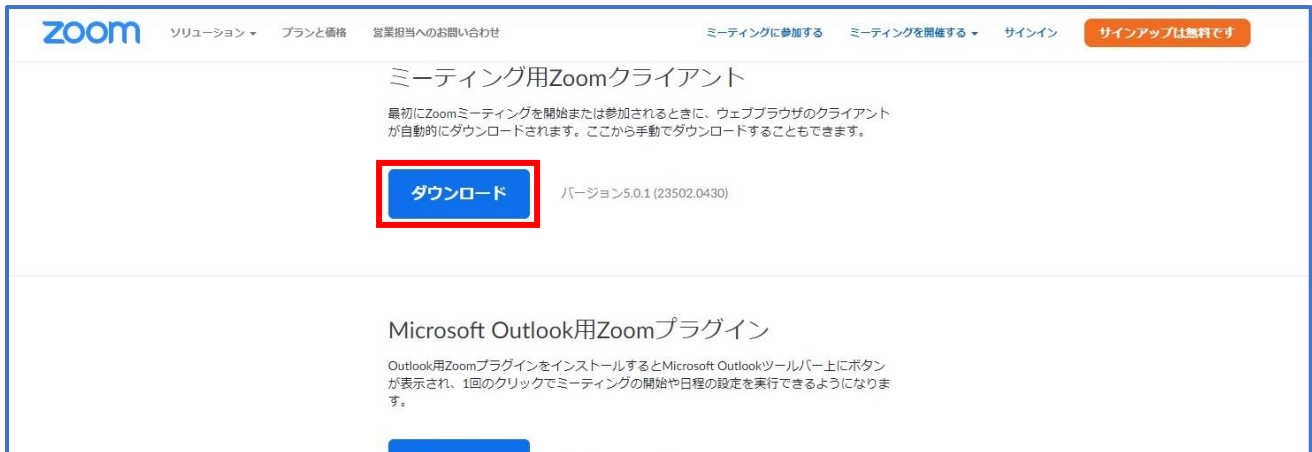 zoom ソリューション プランと価格 営業担当へのお問い合わせ ミーティングに参加する ミーティングを開催する サインイン サインアップは無料です
ミーティング用Zoomクライアント
最初にZoomミーティングを開始または参加されるときに、ウェブブラウザのクライアント
が自動的にダウンロードされます。ここから手動でダウンロードすることもできます。
ダウンロード バージョン5.0.1 (23502.0430)
Microsoft Outlook用Zoomプラグイン
Outlook用ZoomプラグインをインストールするとMicrosoft Outlookツールバー上にボタン
が表示され、1回のクリックでミーティングの開始や日程の設定を実行できるようになりま
す。